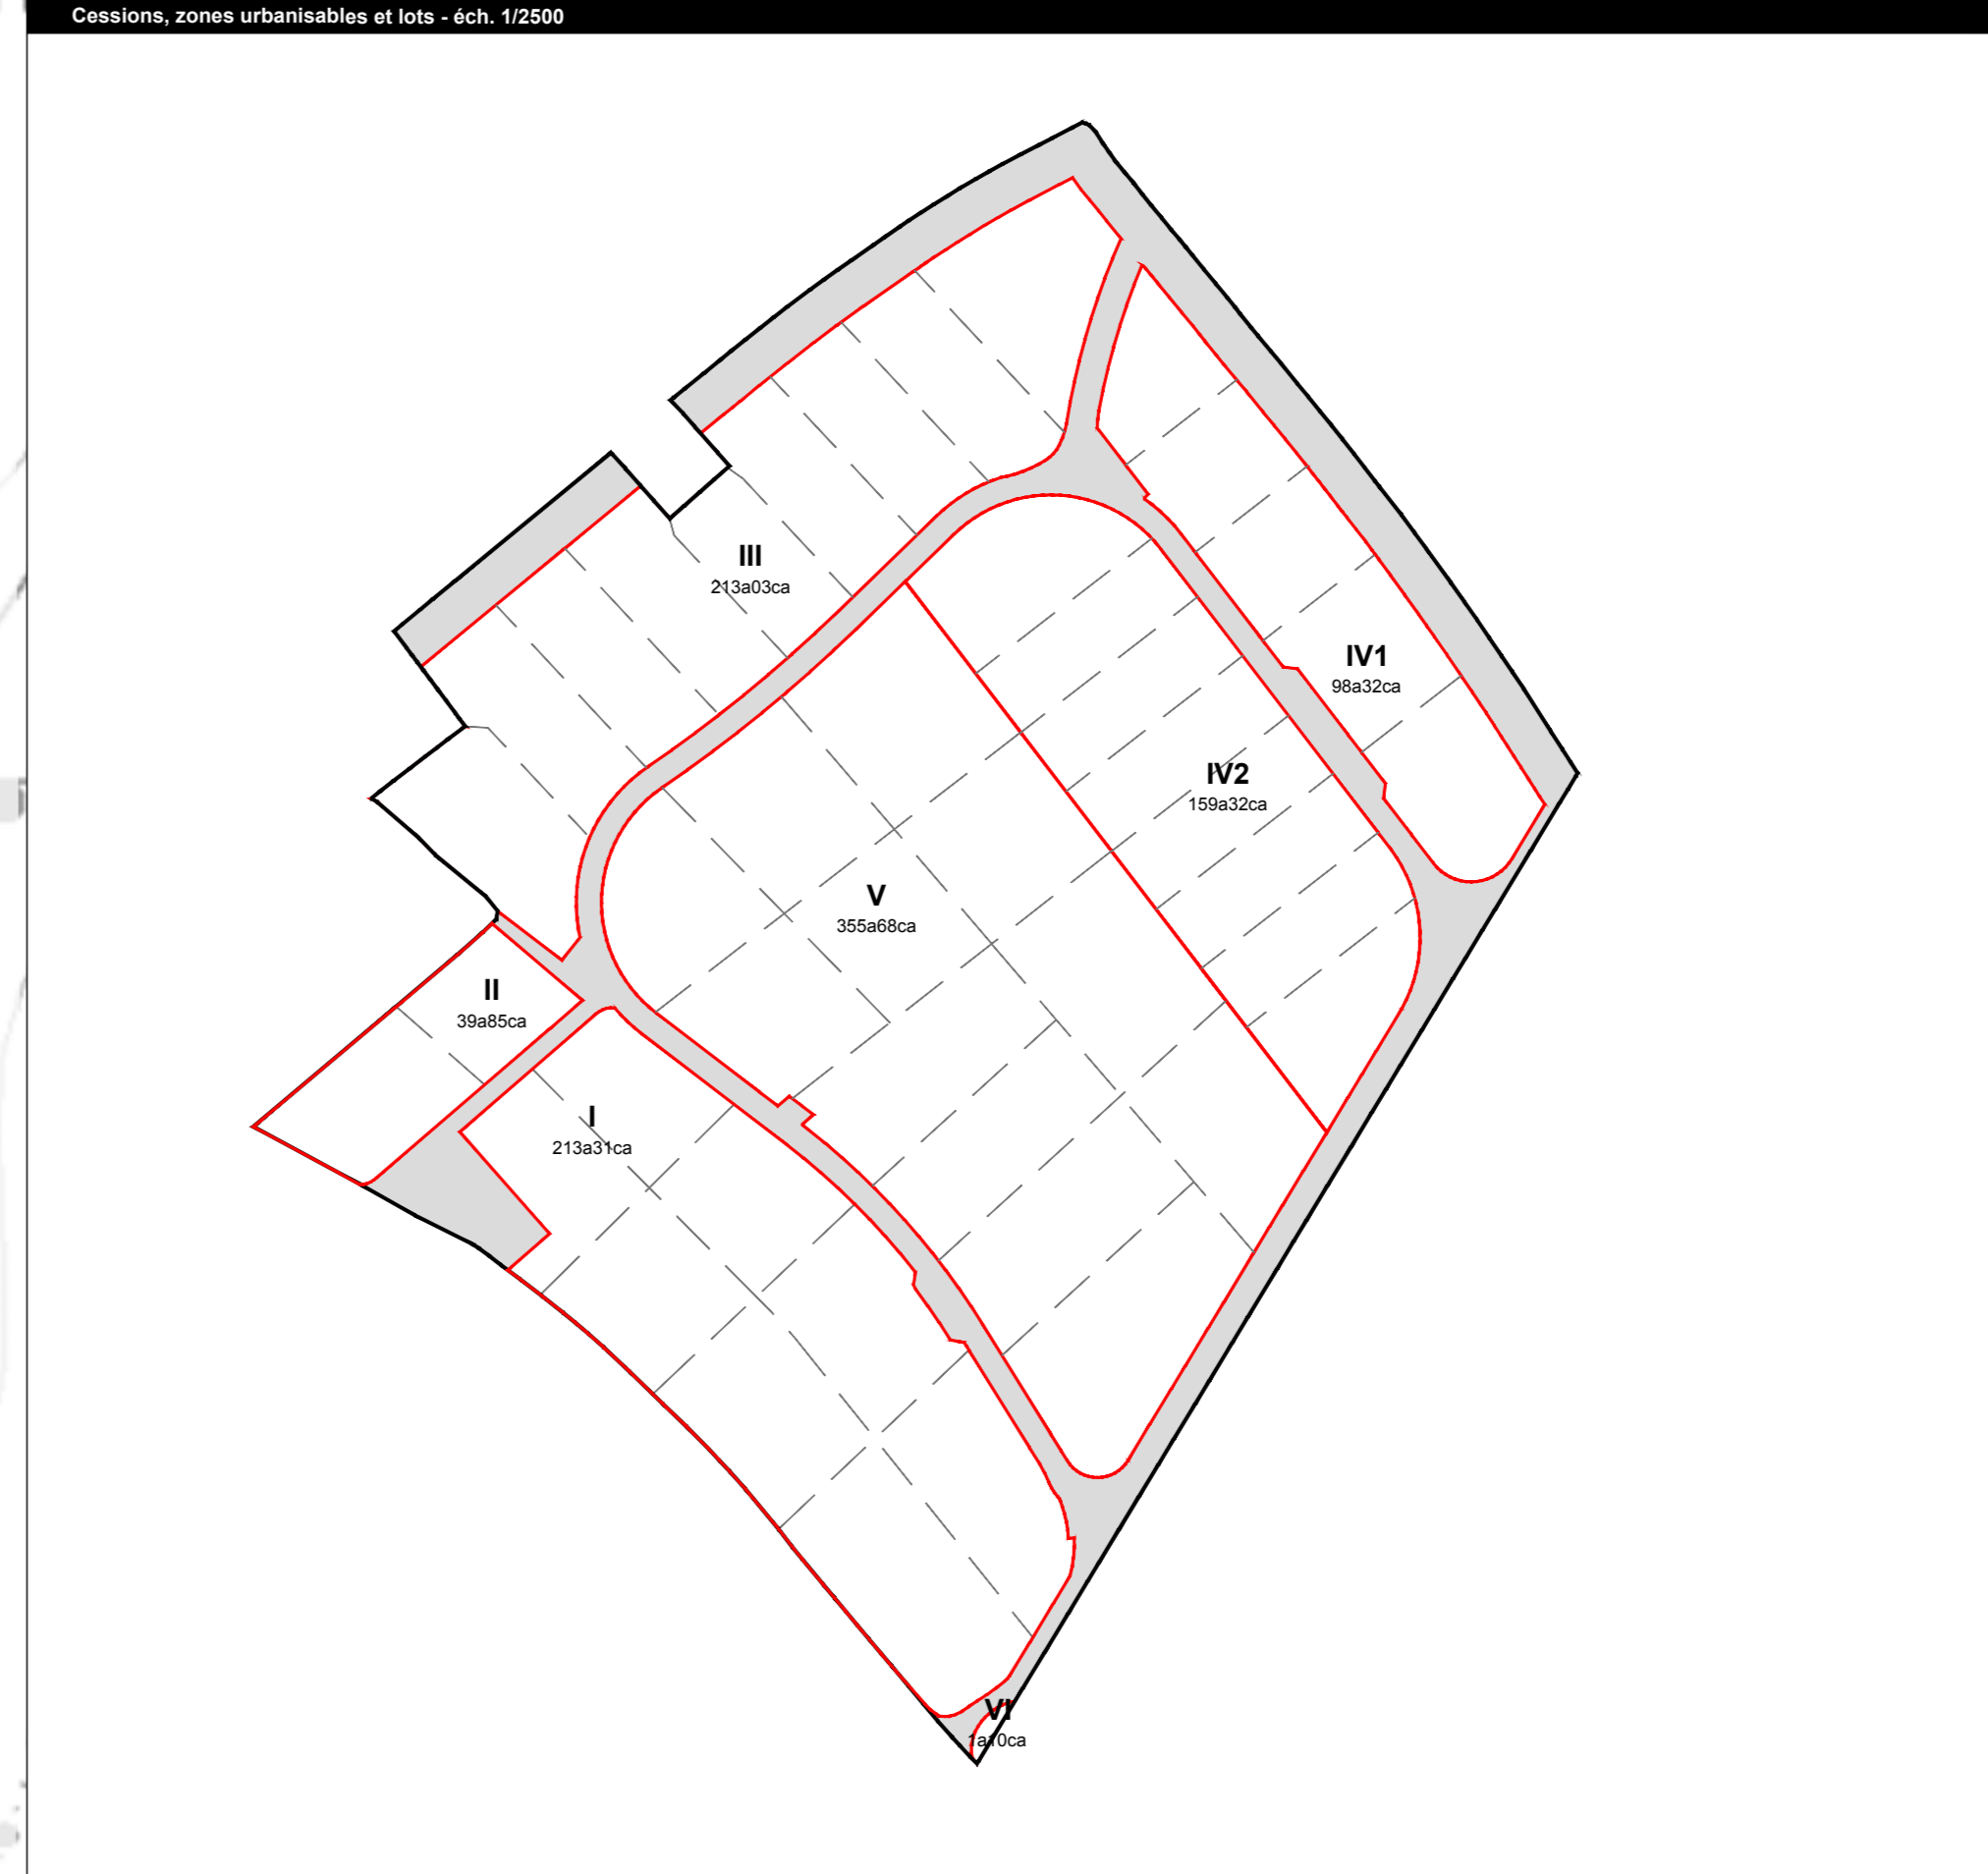 Cessions, zones urbanisables et lots - éch. 1/2500
III
213a03ca
IV1
98a32ca
IV2
159a32ca
V
355a68ca
II
39a85ca
I
213a31ca
VI
1a10ca